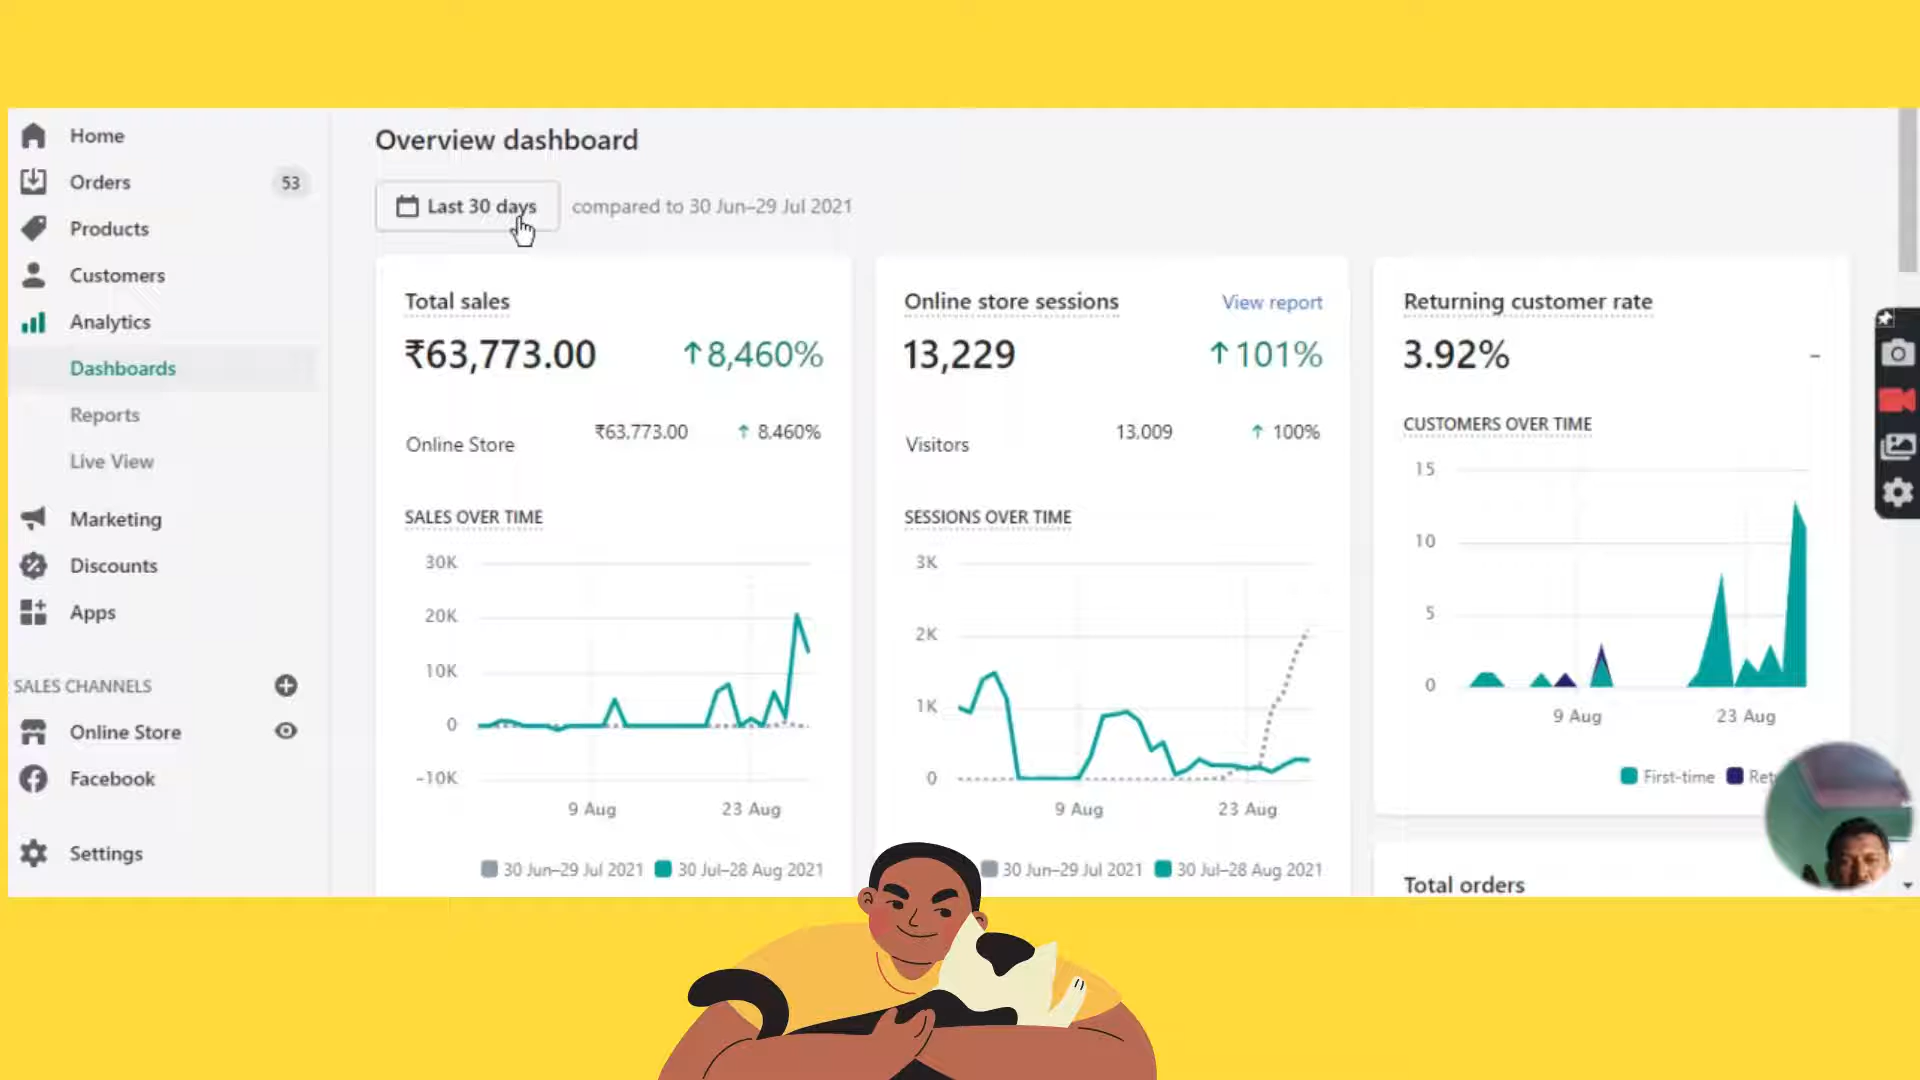 Home
Orders 53
Products
Customers
Analytics
Dashboards
Reports
Live View
Marketing
Discounts
Apps
SALES CHANNELS
Online Store
Facebook
Settings
Overview dashboard
Last 30 days compared to 30 Jun–29 Jul 2021
Total sales
₹63,773.00 ↑8,460%
Online Store ₹63,773.00 ↑ 8,460%
SALES OVER TIME
30K
20K
10K
0
-10K
9 Aug 23 Aug
30 Jun–29 Jul 2021 30 Jul–28 Aug 2021
Online store sessions View report
13,229 ↑101%
Visitors 13,009 ↑ 100%
SESSIONS OVER TIME
3K
2K
1K
0
9 Aug 23 Aug
30 Jun–29 Jul 2021 30 Jul–28 Aug 2021
Returning customer rate
3.92% -
CUSTOMERS OVER TIME
15
10
5
0
9 Aug 23 Aug
First-time Ret
Total orders